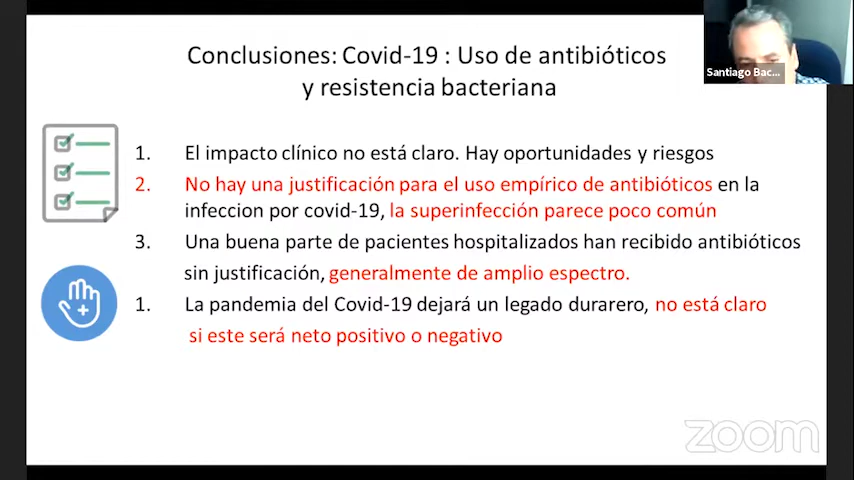 Conclusiones: Covid-19 : Uso de antibióticos
y resistencia bacteriana
Santiago Bac...
1. El impacto clínico no está claro. Hay oportunidades y riesgos
2. No hay una justificación para el uso empírico de antibióticos en la
infeccion por covid-19, la superinfección parece poco común
3. Una buena parte de pacientes hospitalizados han recibido antibióticos
sin justificación, generalmente de amplio espectro.
1. La pandemia del Covid-19 dejará un legado durarero, no está claro
si este será neto positivo o negativo
zoom